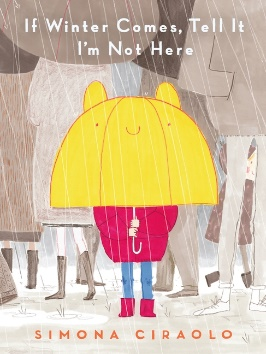 If Winter Comes, Tell It
I'm Not Here
SIMONA CIRAOLO